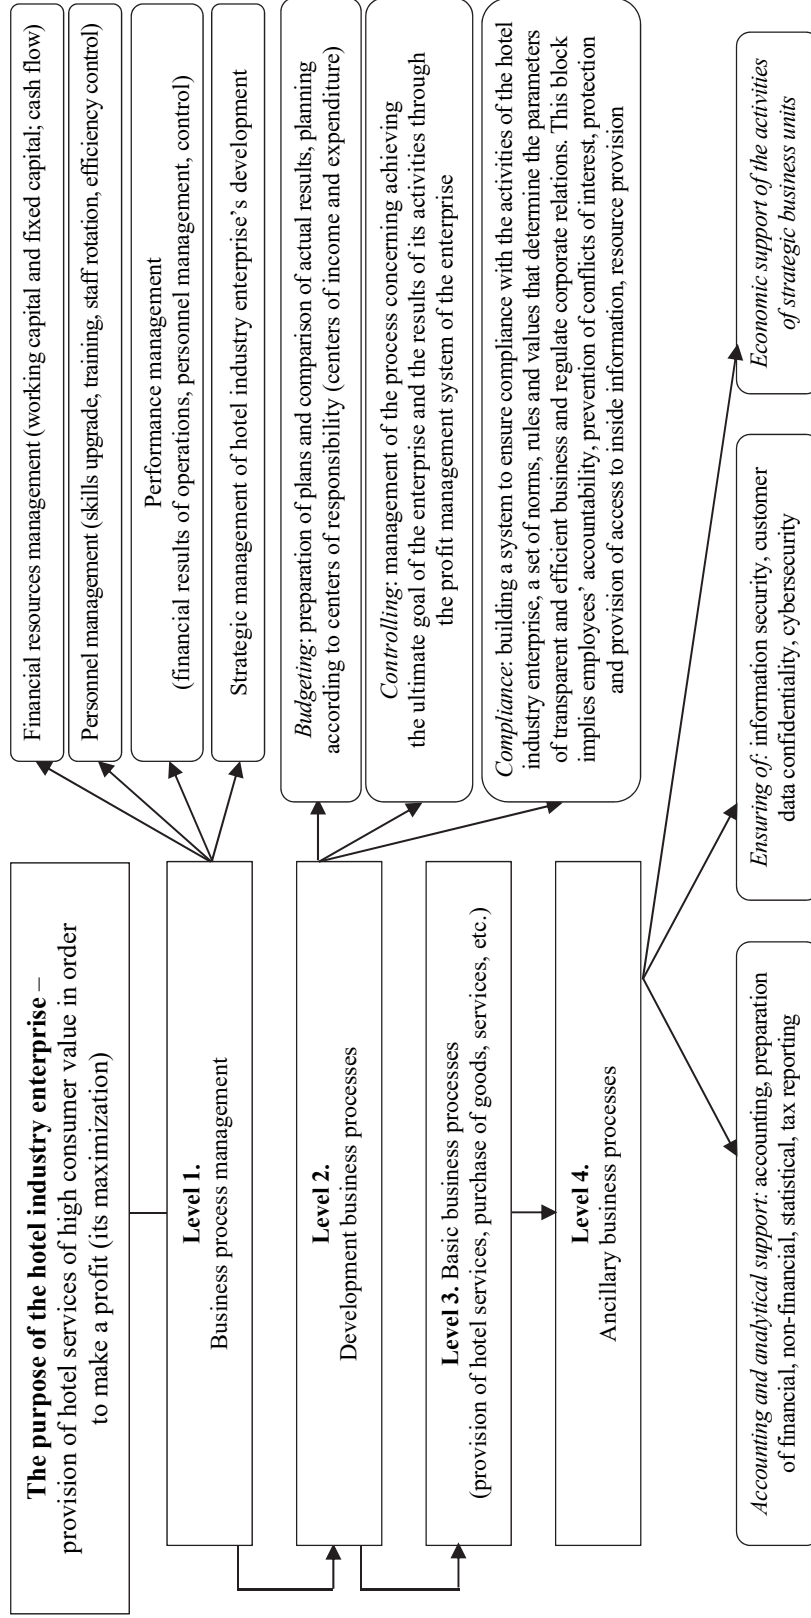 The purpose of the hotel industry enterprise –
provision of hotel services of high consumer value in order
to make a profit (its maximization)
Level 1.
Business process management
Financial resources management (working capital and fixed capital; cash flow)
Personnel management (skills upgrade, training, staff rotation, efficiency control)
Performance management
(financial results of operations, personnel management, control)
Strategic management of hotel industry enterprise’s development
Level 2.
Development business processes
Budgeting: preparation of plans and comparison of actual results, planning
according to centers of responsibility (centers of income and expenditure)
Controlling: management of the process concerning achieving
the ultimate goal of the enterprise and the results of its activities through
the profit management system of the enterprise
Compliance: building a system to ensure compliance with the activities of the hotel
industry enterprise, a set of norms, rules and values that determine the parameters
of transparent and efficient business and regulate corporate relations. This block
implies employees’ accountability, prevention of conflicts of interest, protection
and provision of access to inside information, resource provision
Level 3. Basic business processes
(provision of hotel services, purchase of goods, services, etc.)
Level 4.
Ancillary business processes
Accounting and analytical support: accounting, preparation
of financial, non-financial, statistical, tax reporting
Ensuring of: information security, customer
data confidentiality, cybersecurity
Economic support of the activities
of strategic business units